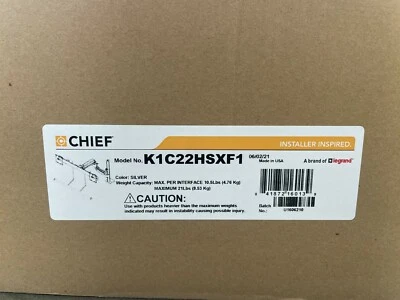 CHIEF®
INSTALLER INSPIRED.
Model No. K1C22HSXF1
06/02/21
Made in USA
A brand of legrand®
Color: SILVER
Weight Capacity: MAX. PER INTERFACE 10.5Lbs (4.76 Kg)
MAXIMUM 21Lbs (9.53 Kg)
CAUTION:
Use with products heavier than the maximum weights
indicated may result in instability causing possible injury.
Batch
No.: